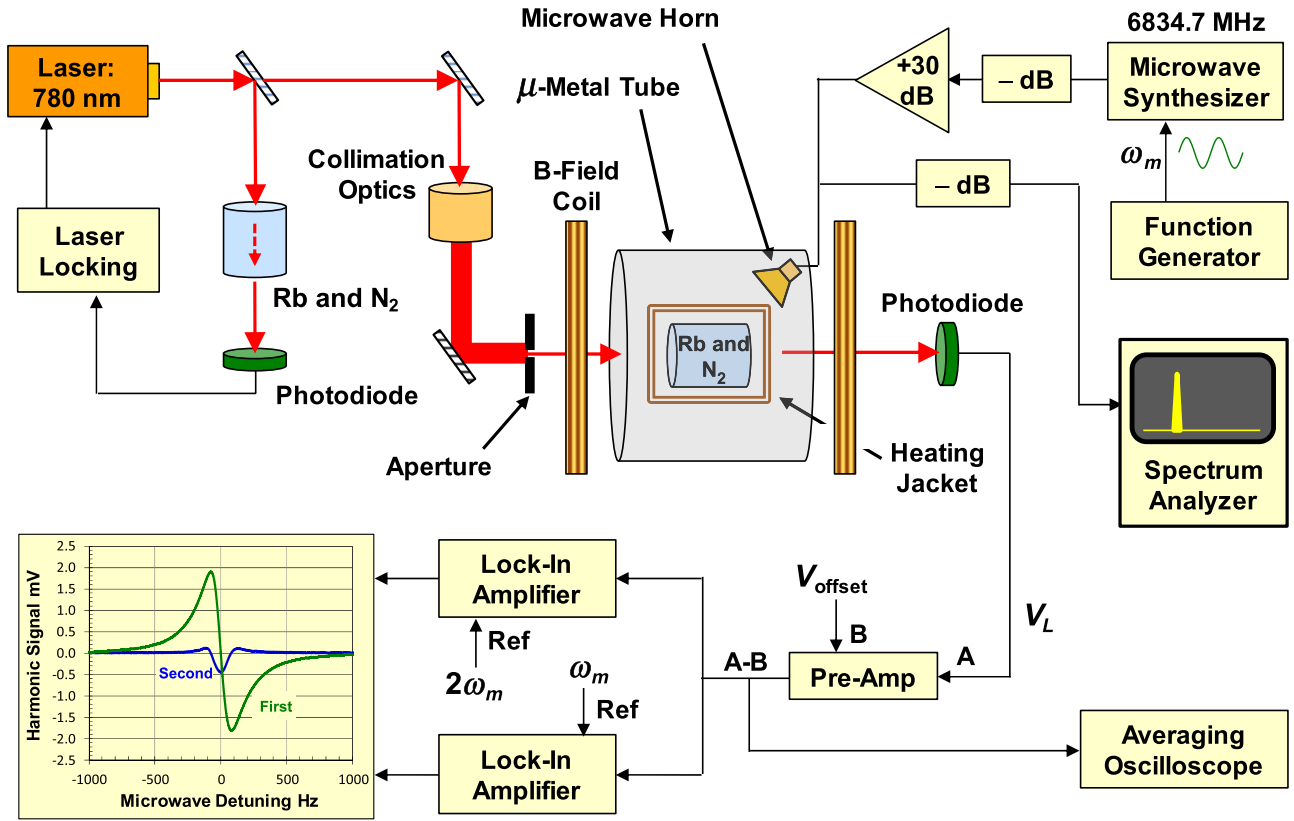 Microwave Horn
6834.7 MHz
Laser:
780 nm
μ-Metal Tube
+30
dB
– dB
Microwave
Synthesizer
ωm
Collimation
Optics
B-Field
Coil
– dB
Function
Generator
Laser
Locking
Rb and N2
Photodiode
Photodiode
Rb and
N2
Aperture
Heating
Jacket
Spectrum
Analyzer
Harmonic Signal mV
2.5
2.0
1.5
1.0
0.5
0.0
-0.5
-1.0
-1.5
-2.0
-2.5
Second
First
-1000
-500
0
500
1000
Microwave Detuning Hz
Lock-In
Amplifier
Ref
2ωm
ωm
Ref
Lock-In
Amplifier
Voffset
B
A-B
A
VL
Pre-Amp
Averaging
Oscilloscope